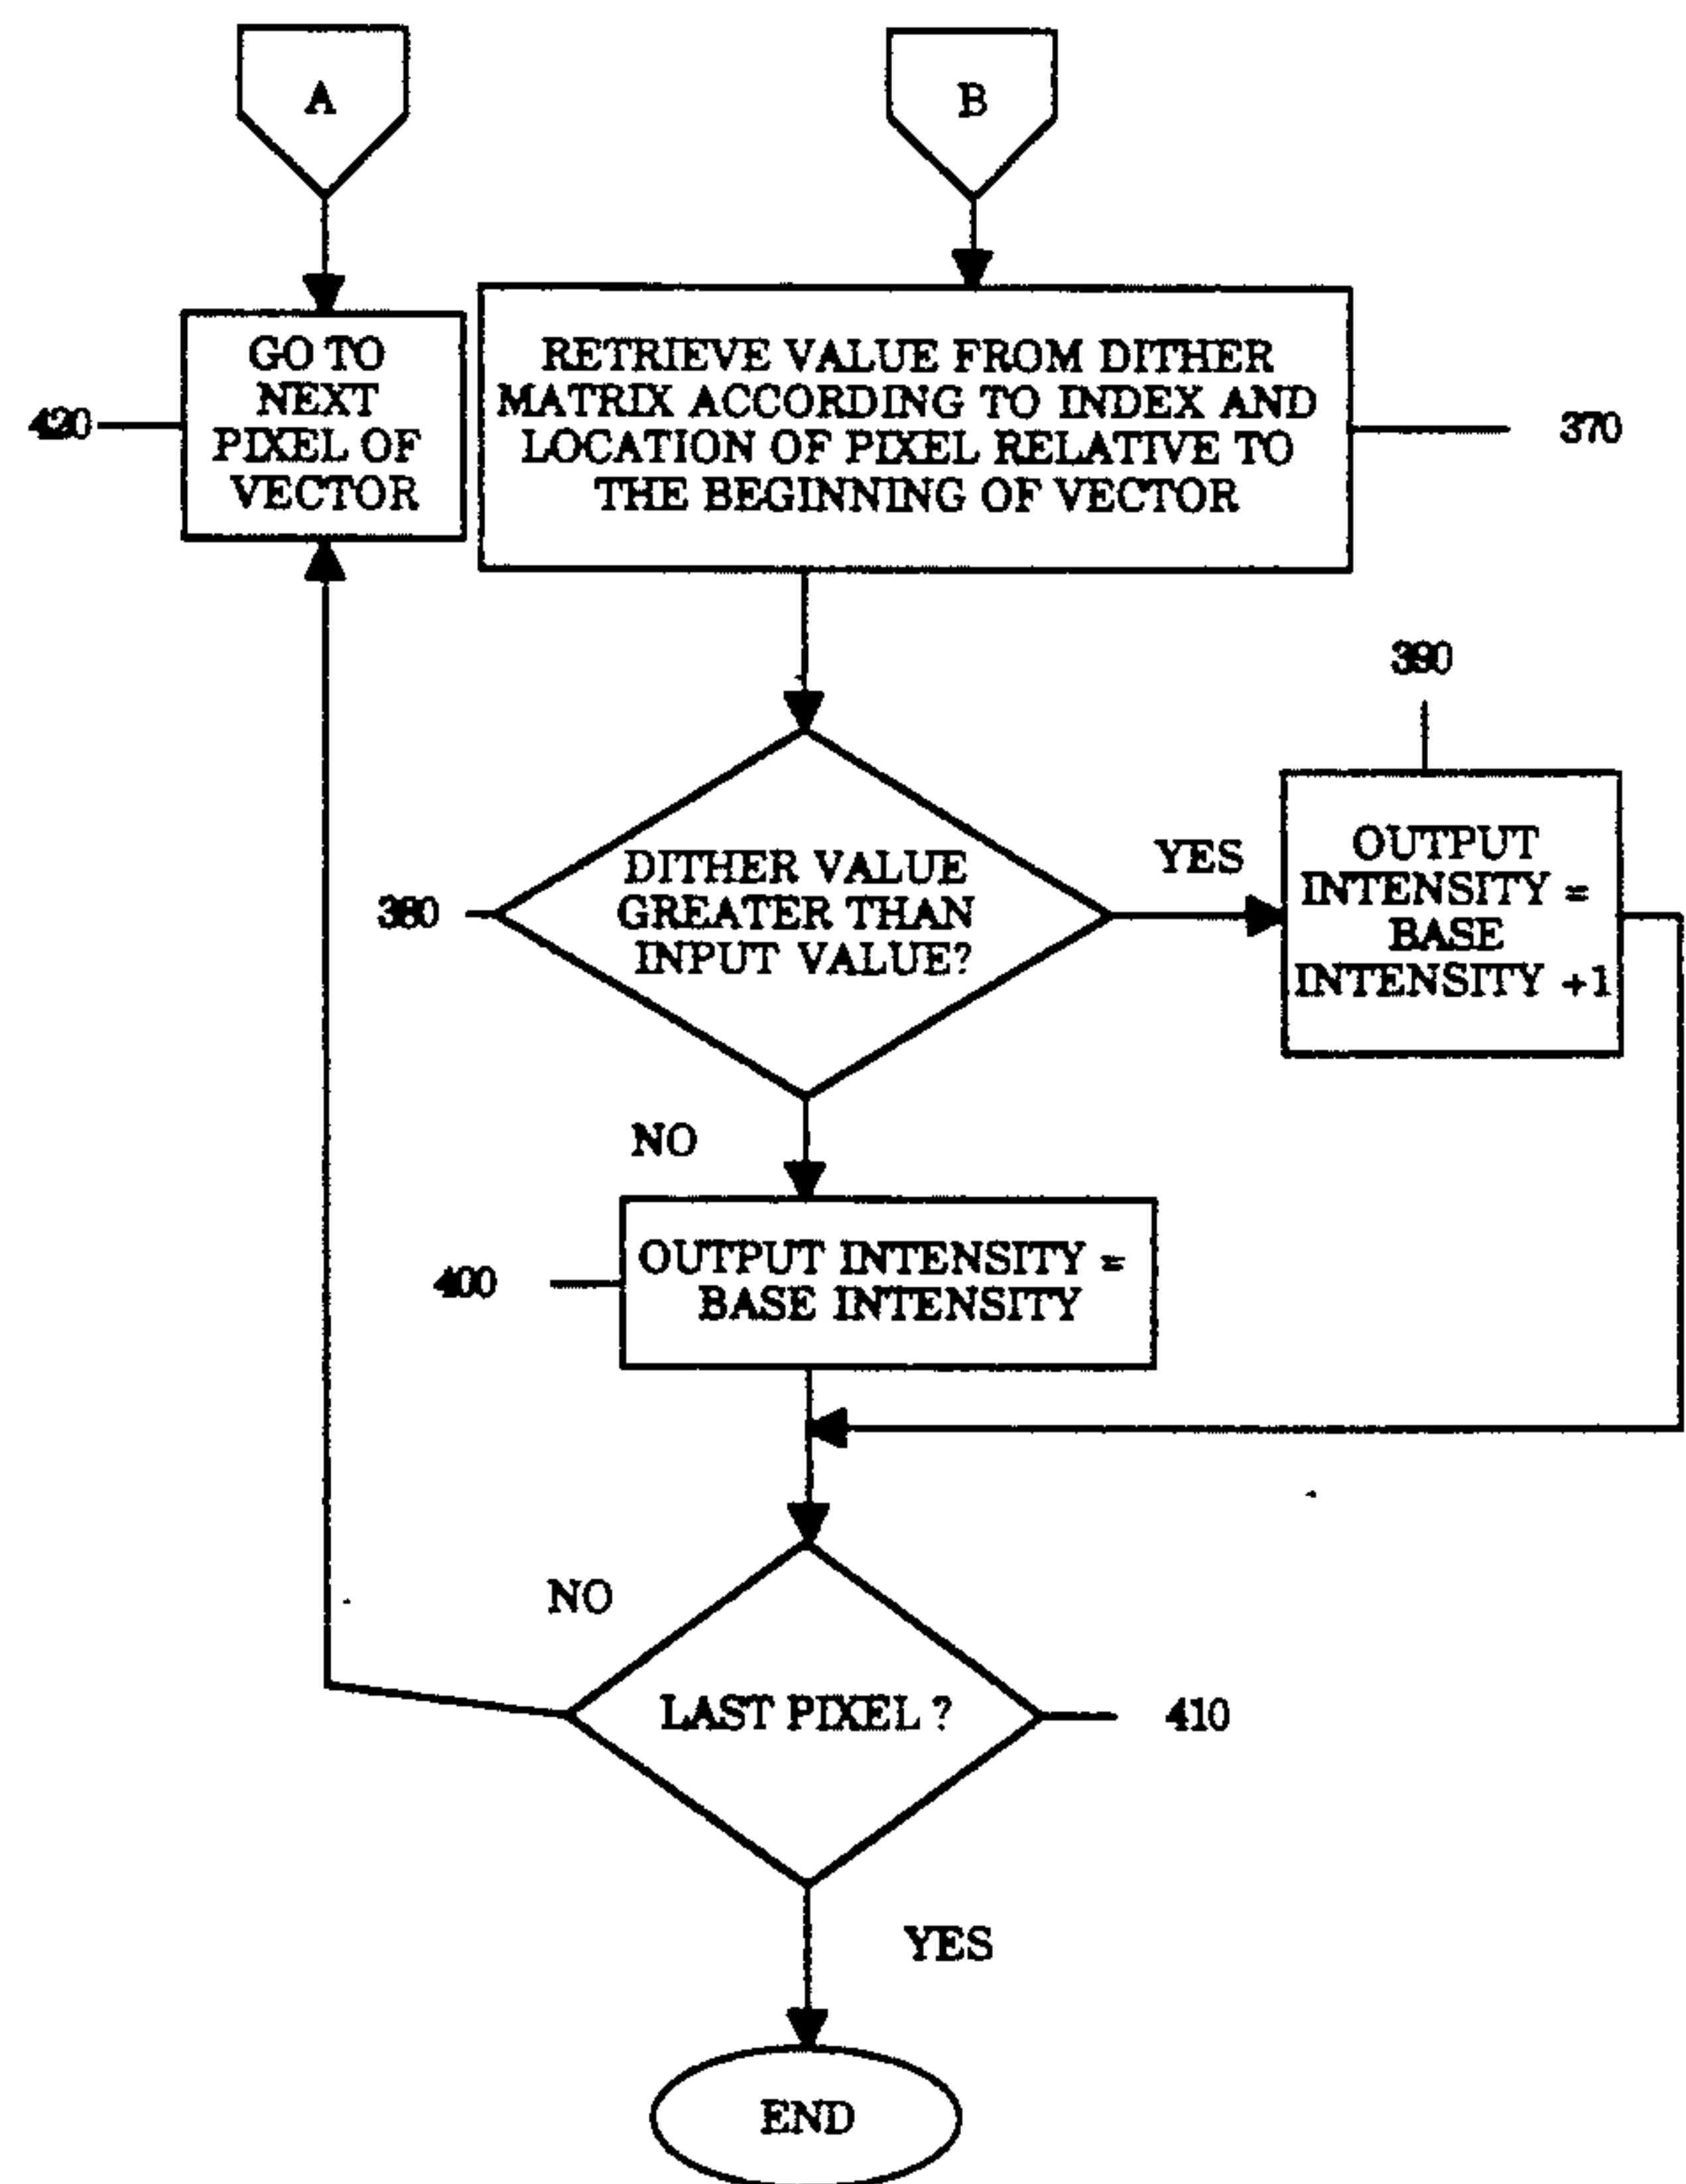 A
B
GO TO
NEXT
PIXEL OF
VECTOR
420
RETRIEVE VALUE FROM DITHER
MATRIX ACCORDING TO INDEX AND
LOCATION OF PIXEL RELATIVE TO
THE BEGINNING OF VECTOR
370
390
DITHER VALUE
GREATER THAN
INPUT VALUE?
380
YES
OUTPUT
INTENSITY =
BASE
INTENSITY +1
NO
OUTPUT INTENSITY =
BASE INTENSITY
400
NO
LAST PIXEL ?
410
YES
END